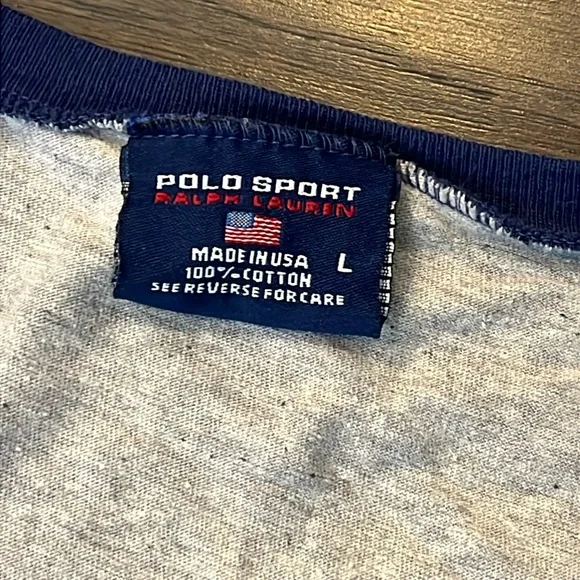 POLO SPORT
RALPH LAUREN
MADE IN USA
100% COTTON
L
SEE REVERSE FOR CARE